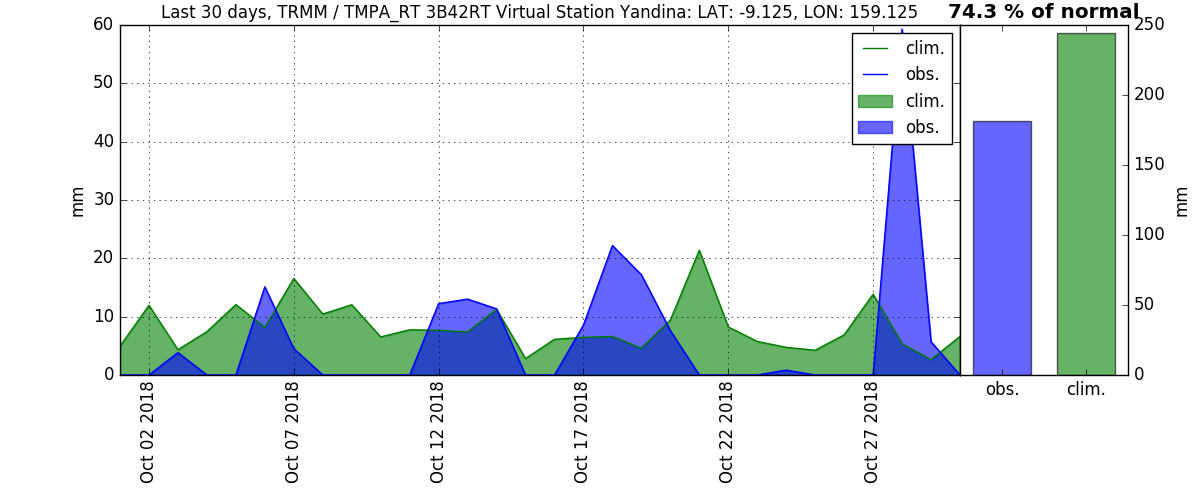 Last 30 days, TRMM / TMPA_RT 3B42RT Virtual Station Yandina: LAT: -9.125, LON: 159.125
74.3 % of normal
60
50
40
30
20
10
0
mm
clim.
obs.
clim.
obs.
Oct 02 2018
Oct 07 2018
Oct 12 2018
Oct 17 2018
Oct 22 2018
Oct 27 2018
250
200
150
100
50
0
mm
obs.
clim.